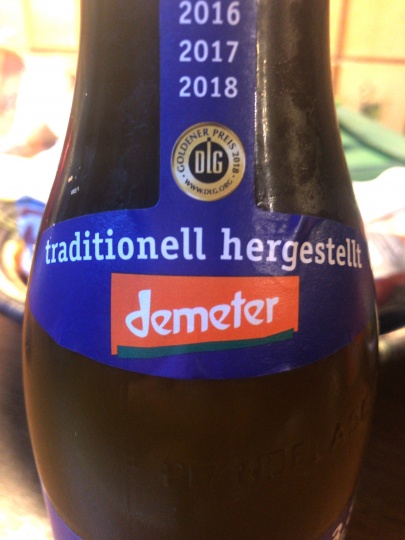 2016
2017
2018
GOLDENER PREIS 2018
DLG
WWW.DLG.ORG
traditionell hergestellt
demeter